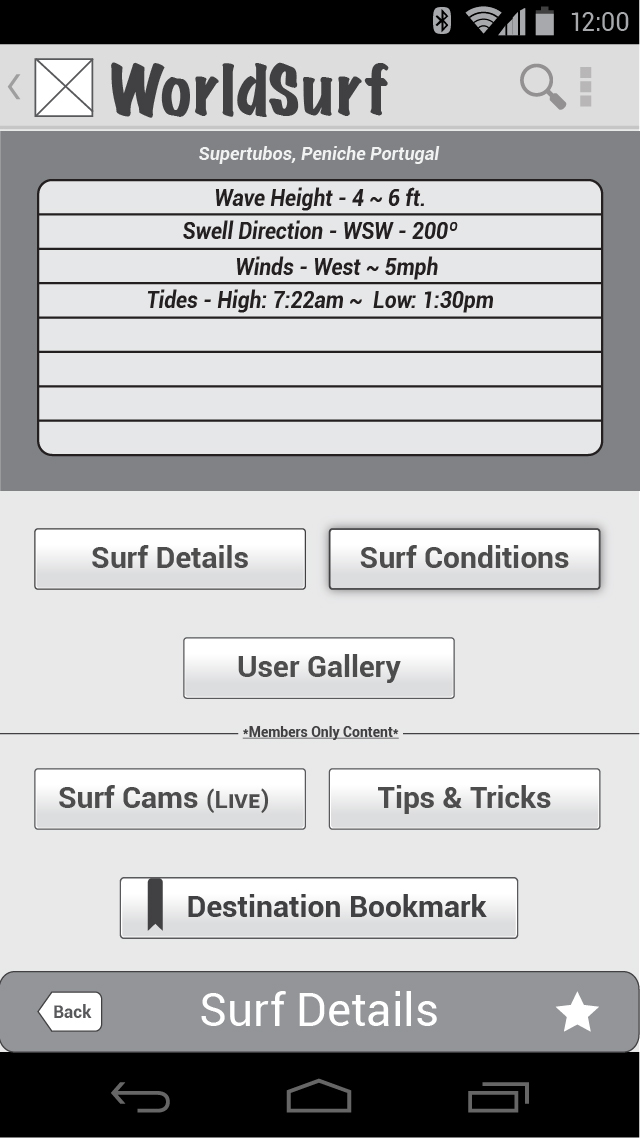 12:00
WorldSurf
Supertubos, Peniche Portugal
Wave Height - 4 ~ 6 ft.
Swell Direction - WSW - 200º
Winds - West ~ 5mph
Tides - High: 7:22am ~ Low: 1:30pm
Surf Details
Surf Conditions
User Gallery
*Members Only Content*
Surf Cams (Live)
Tips & Tricks
Destination Bookmark
Back
Surf Details